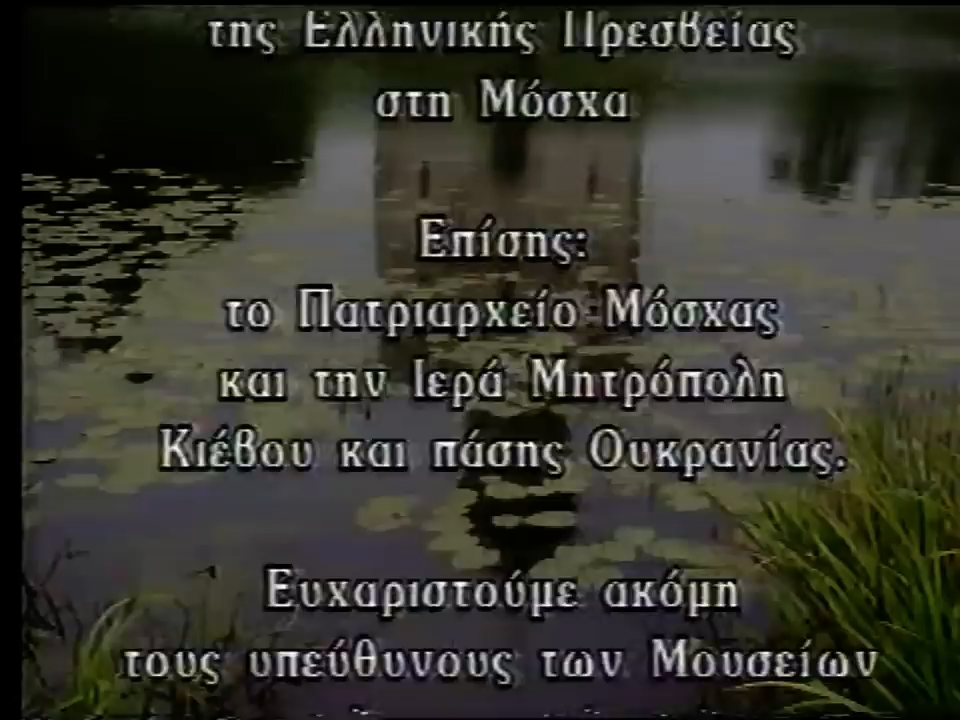 της Ελληνικής Πρεσβείας
στη Μόσχα
Επίσης:
το Πατριαρχείο Μόσχας
και την Ιερά Μητρόπολη
Κιέβου και πάσης Ουκρανίας.
Ευχαριστούμε ακόμη
τους υπεύθυνους των Μουσείων